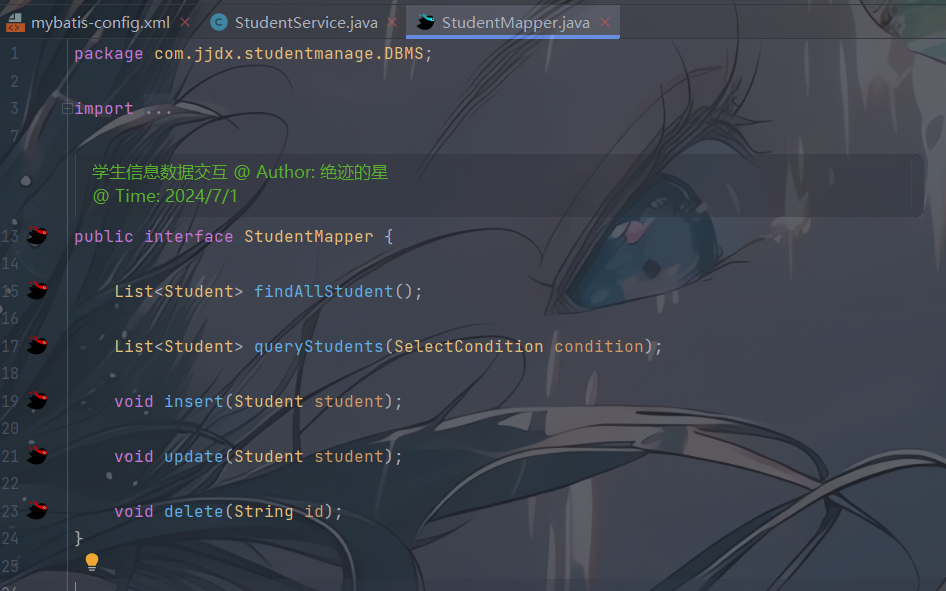 mybatis-config.xml StudentService.java StudentMapper.java
1 package com.jjdx.studentmanage.DBMS;
2
3 import ...
7
学生信息数据交互 @ Author: 绝迹的星
@ Time: 2024/7/1
13 public interface StudentMapper {
14
15 List<Student> findAllStudent();
16
17 List<Student> queryStudents(SelectCondition condition);
18
19 void insert(Student student);
20
21 void update(Student student);
22
23 void delete(String id);
24 }
25